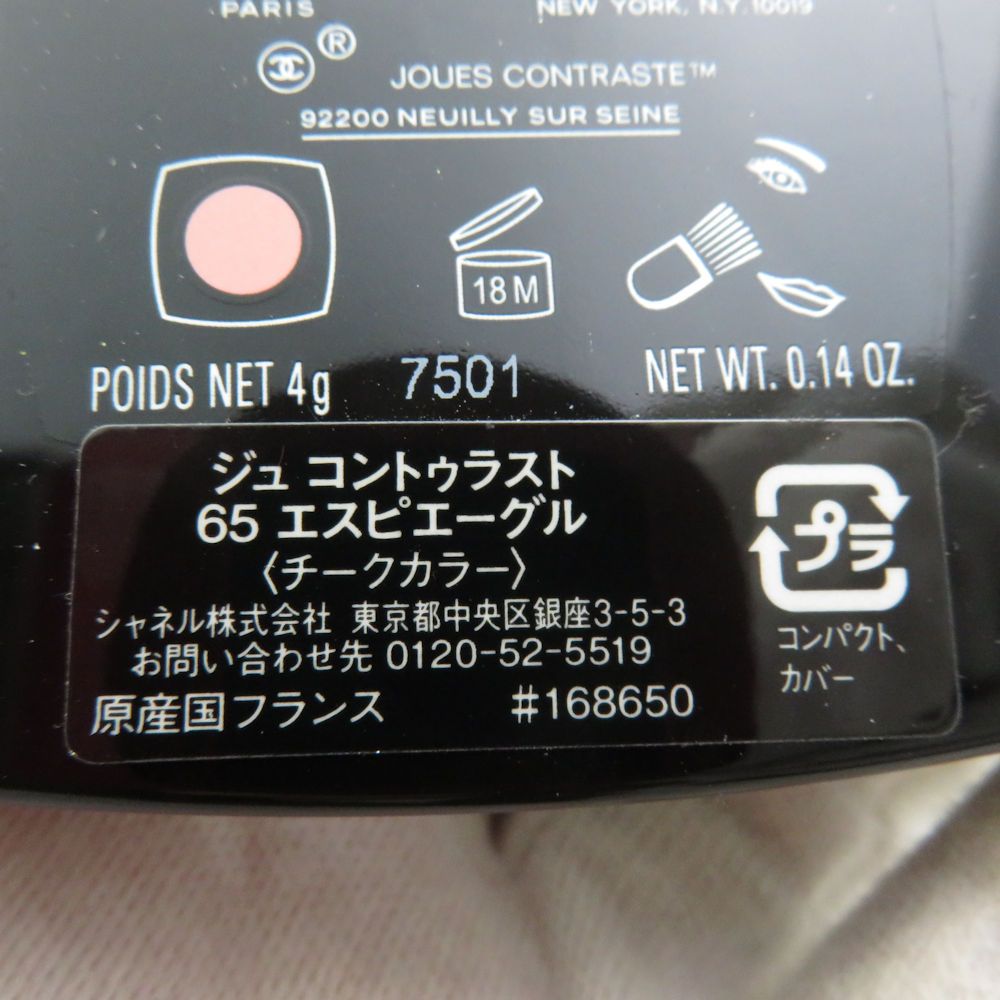 PARIS NEW YORK, N.Y. 10019
® JOUES CONTRASTE™
92200 NEUILLY SUR SEINE
18 M
POIDS NET 4g 7501 NET WT. 0.14 OZ.
ジュ コントゥラスト
65 エスピエーグル
〈チークカラー〉
シャネル株式会社 東京都中央区銀座3-5-3
お問い合わせ先 0120-52-5519
原産国フランス #168650
プラ
コンパクト、
カバー